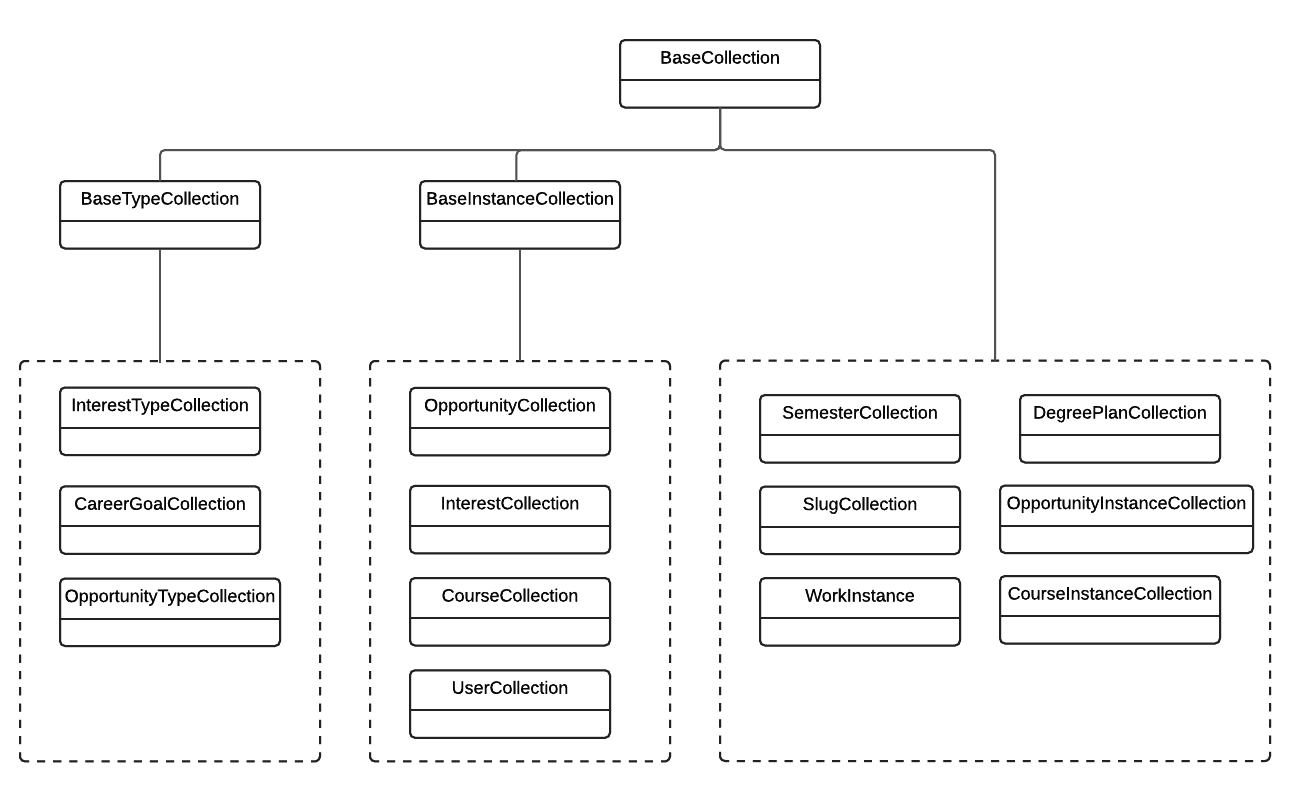 BaseCollection
BaseTypeCollection
BaseInstanceCollection
InterestTypeCollection
CareerGoalCollection
OpportunityTypeCollection
OpportunityCollection
InterestCollection
CourseCollection
UserCollection
SemesterCollection
DegreePlanCollection
SlugCollection
OpportunityInstanceCollection
WorkInstance
CourseInstanceCollection